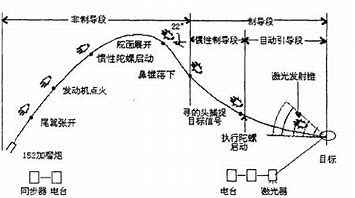 非制导段
制导段
惯性制导段
自动引导段
舵面展开
22°
惯性陀螺启动
鼻锥落下
激光发射锥
发动机点火
寻的头捕捉
目标信号
尾翼张开
执行陀螺
启动
目标
152加榴炮
同步器
电台
电台
激光器